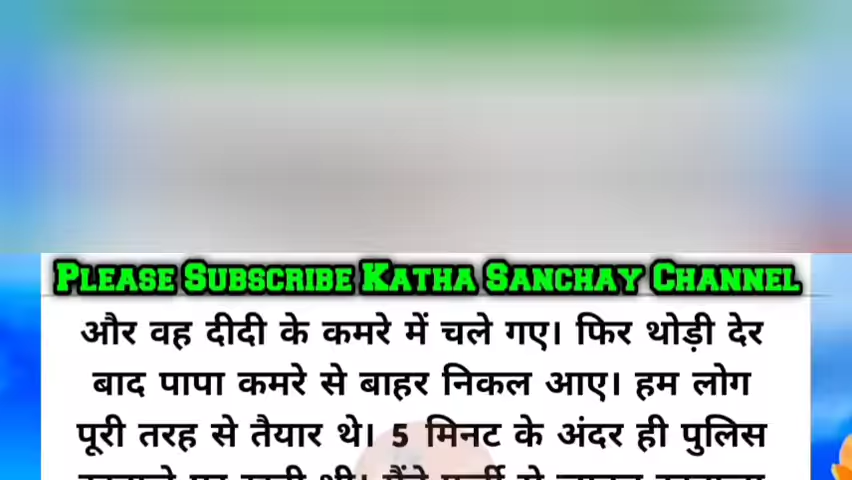 PLEASE SUBSCRIBE KATHA SANCHAY CHANNEL
और वह दीदी के कमरे में चले गए। फिर थोड़ी देर
बाद पापा कमरे से बाहर निकल आए। हम लोग
पूरी तरह से तैयार थे। 5 मिनट के अंदर ही पुलिस